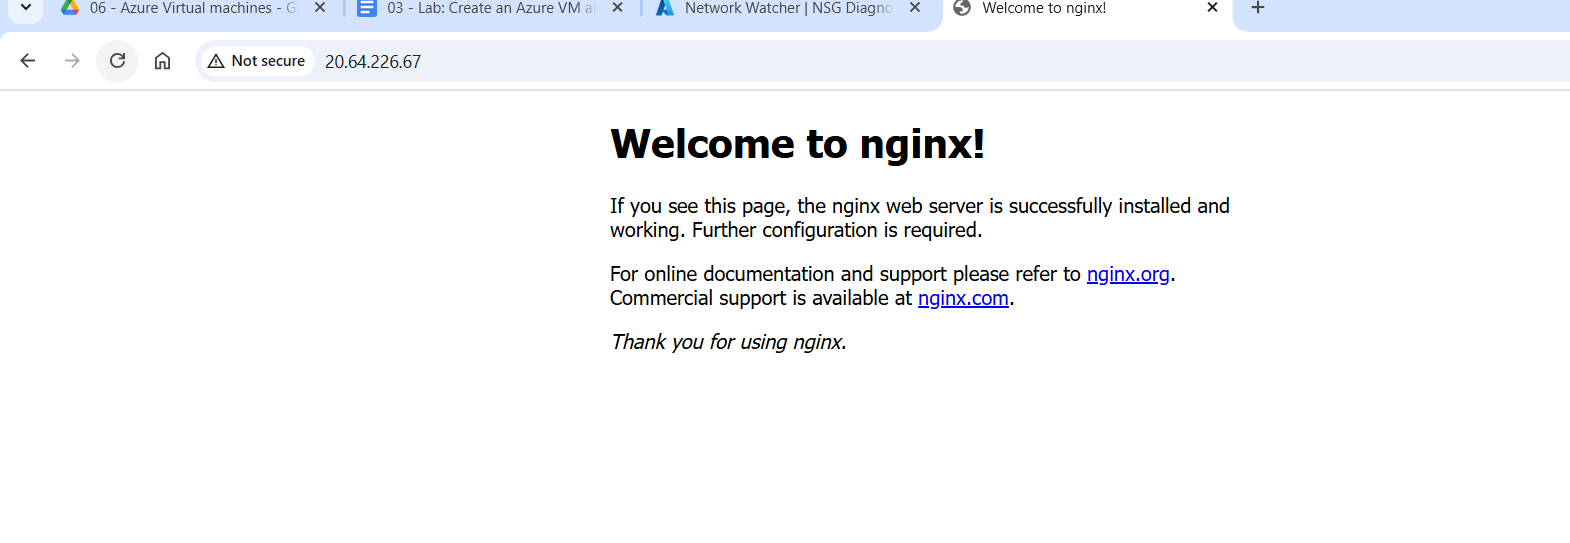 06 - Azure Virtual machines - G
03 - Lab: Create an Azure VM a
Network Watcher | NSG Diagno
Welcome to nginx!
Not secure
20.64.226.67
Welcome to nginx!
If you see this page, the nginx web server is successfully installed and
working. Further configuration is required.
For online documentation and support please refer to nginx.org.
Commercial support is available at nginx.com.
Thank you for using nginx.